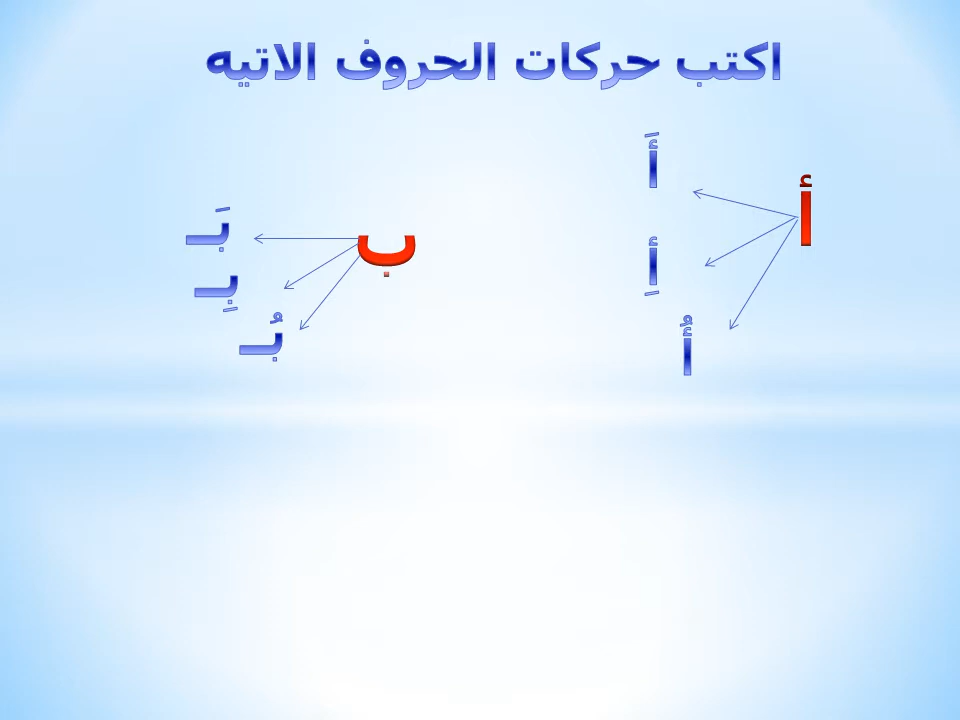 اكتب حركات الحروف الاتيه
أ
أَ
أِ
أُ
ب
بَـ
بِـ
بُـ